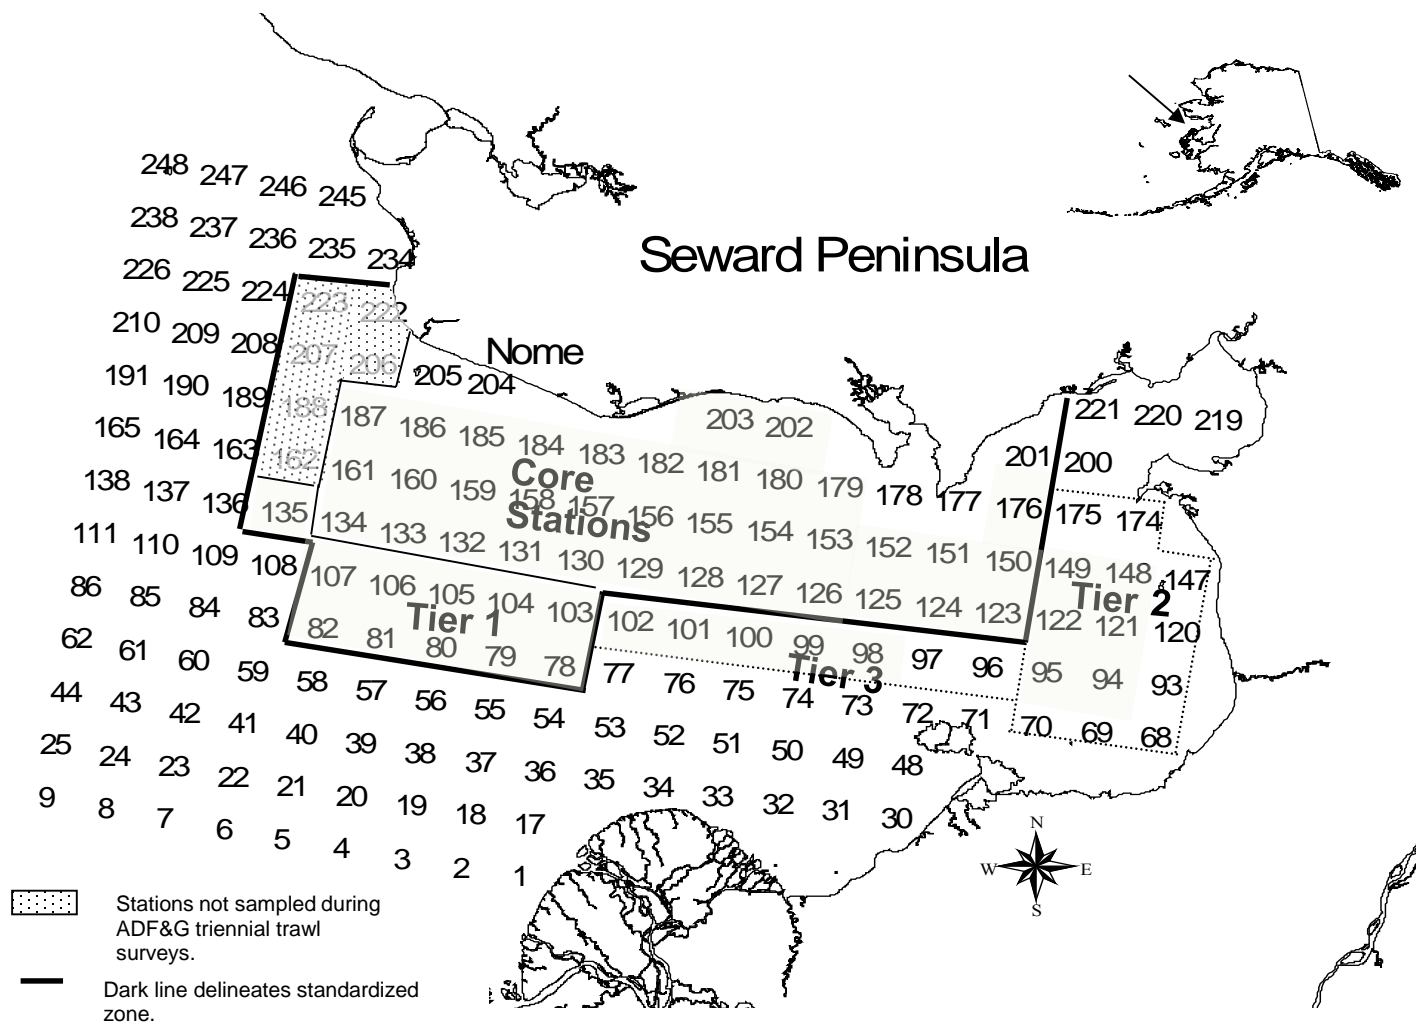 Seward Peninsula
Nome
248 247 246 245
238 237 236 235 234
226 225 224 223 222
210 209 208 207 206 205 204
191 190 189 188 187 186 185 184 183 182 181 180 179 178 177 176
203 202
221 220 219
201 200
165 164 163 162 161 160 159 158 157 156 155 154 153 152 151 150 149 148 147
175 174
138 137 136 135 134 133 132 131 130 129 128 127 126 125 124 123 122 121 120
Core
Stations
111 110 109 108 107 106 105 104 103 102 101 100 99 98 97 96 95 94 93
Tier 1
Tier 2
Tier 3
86 85 84 83 82 81 80 79 78 77 76 75 74 73 72 71 70 69 68
62 61 60 59 58 57 56 55 54 53 52 51 50 49 48
44 43 42 41 40 39 38 37 36 35 34 33 32 31 30
25 24 23 22 21 20 19 18 17
9 8 7 6 5 4 3 2 1
N
W E
S
Stations not sampled during
ADF&G triennial trawl
surveys.
Dark line delineates standardized
zone.